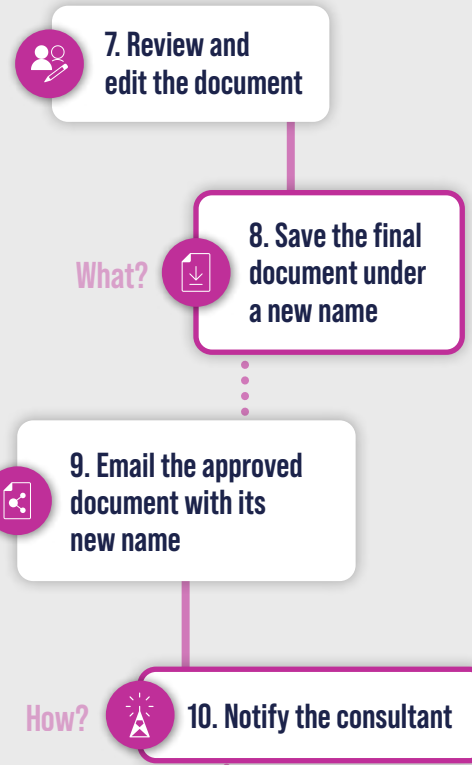 7. Review and
edit the document
What?
8. Save the final
document under
a new name
9. Email the approved
document with its
new name
How?
10. Notify the consultant